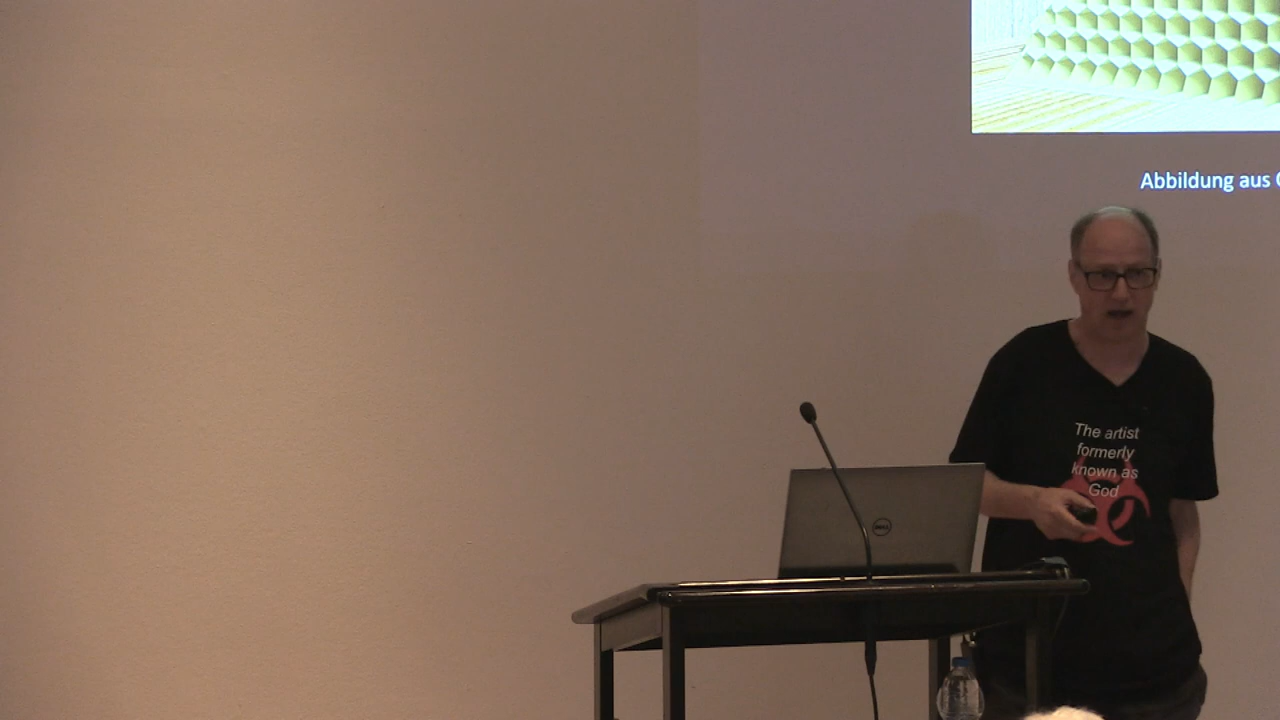 Abbildung aus
The artist
formerly
known as
God
DELL